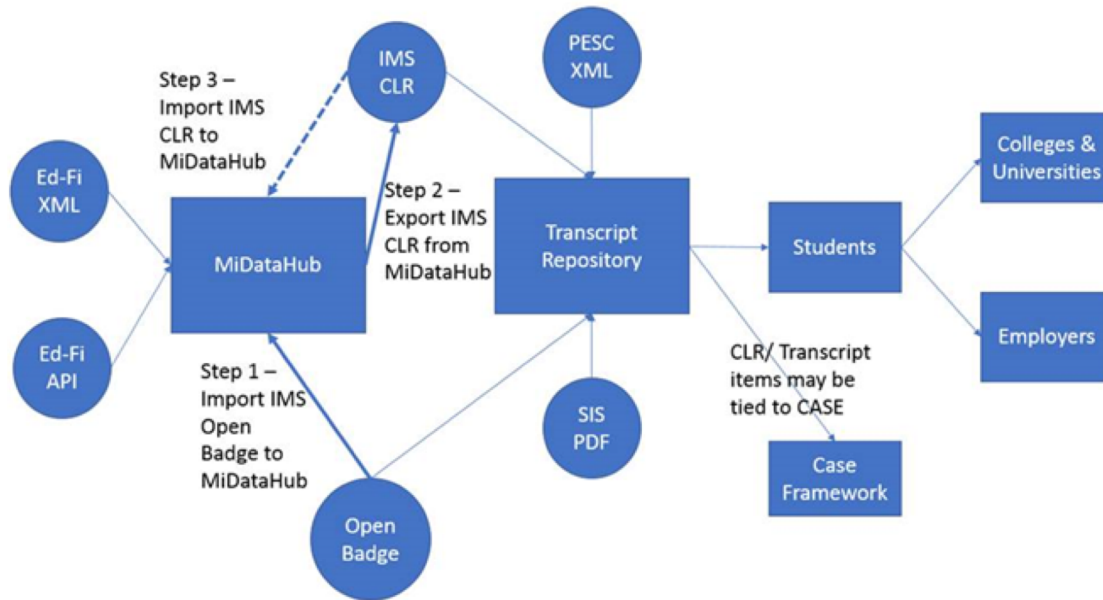 IMS
CLR
PESC
XML
Step 3 –
Import IMS
CLR to
MiDataHub
Colleges &
Universities
Ed-Fi
XML
Step 2 –
Export IMS
CLR from
MiDataHub
MiDataHub
Transcript
Repository
Students
Ed-Fi
API
Employers
Step 1 –
Import IMS
Open
Badge to
MiDataHub
CLR/ Transcript
items may be
tied to CASE
SIS
PDF
Case
Framework
Open
Badge